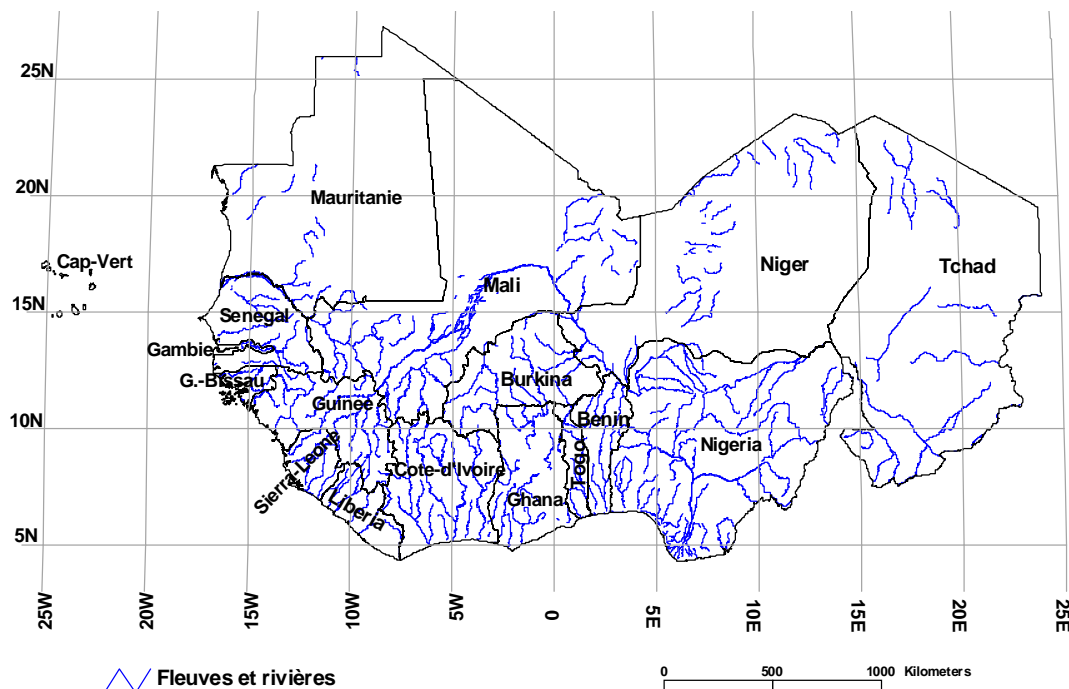 25N
20N
15N
10N
5N
Mauritanie
Cap-Vert
Niger
Tchad
Mali
Senegal
Gambie
G.-Bissau
Burkina
Guinee
Benin
Nigeria
Sierra-Leone
Cote-d'Ivoire
Togo
Liberia
Ghana
25W
20W
15W
10W
5W
0
5E
10E
15E
20E
25E
Fleuves et rivières
0 500 1000 Kilometers